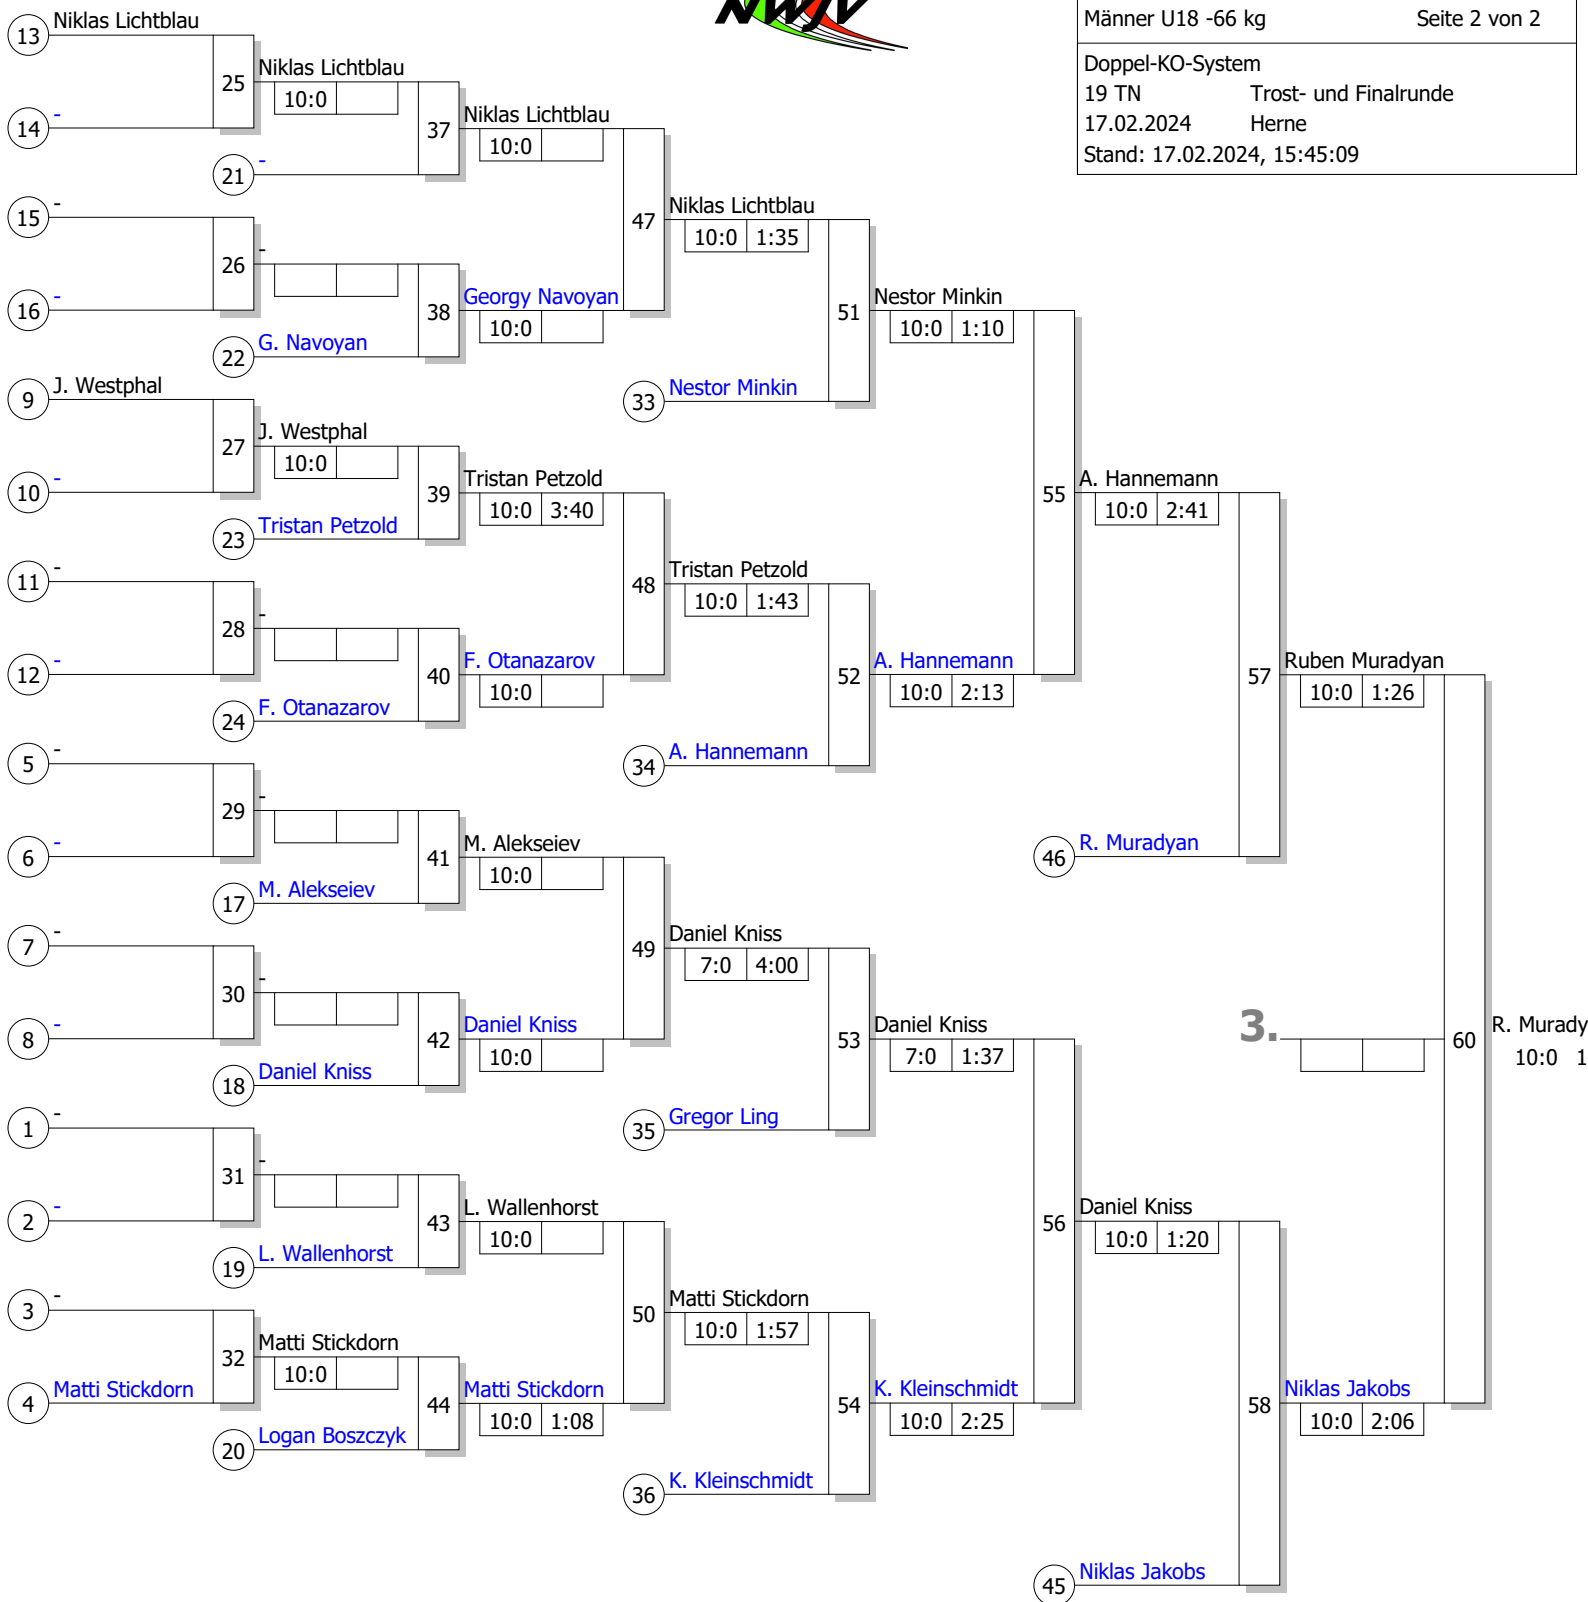 NWJV
Männer U18 -66 kg Seite 2 von 2
Doppel-KO-System
19 TN Trost- und Finalrunde
17.02.2024 Herne
Stand: 17.02.2024, 15:45:09
13 Niklas Lichtblau
25 Niklas Lichtblau
10:0
14 -
37 Niklas Lichtblau
10:0
21 -
15 -
47 Niklas Lichtblau
10:0 1:35
26 -
16 -
38 Georgy Navoyan
10:0
22 G. Navoyan
51 Nestor Minkin
10:0 1:10
9 J. Westphal
33 Nestor Minkin
27 J. Westphal
10:0
10 -
39 Tristan Petzold
10:0 3:40
23 Tristan Petzold
55 A. Hannemann
10:0 2:41
11 -
48 Tristan Petzold
10:0 1:43
28 -
12 -
40 F. Otanazarov
10:0
24 F. Otanazarov
52 A. Hannemann
10:0 2:13
34 A. Hannemann
57 Ruben Muradyan
10:0 1:26
5 -
29 -
6 -
41 M. Alekseiev
10:0
17 M. Alekseiev
46 R. Muradyan
7 -
49 Daniel Kniss
7:0 4:00
30 -
8 -
42 Daniel Kniss
10:0
18 Daniel Kniss
53 Daniel Kniss
7:0 1:37
3.
60 R. Murady
10:0 1
1 -
35 Gregor Ling
31 -
2 -
43 L. Wallenhorst
10:0
19 L. Wallenhorst
56 Daniel Kniss
10:0 1:20
3 -
50 Matti Stickdorn
10:0 1:57
32 Matti Stickdorn
10:0
4 Matti Stickdorn
44 Matti Stickdorn
10:0 1:08
20 Logan Boszczyk
54 K. Kleinschmidt
10:0 2:25
36 K. Kleinschmidt
58 Niklas Jakobs
10:0 2:06
45 Niklas Jakobs